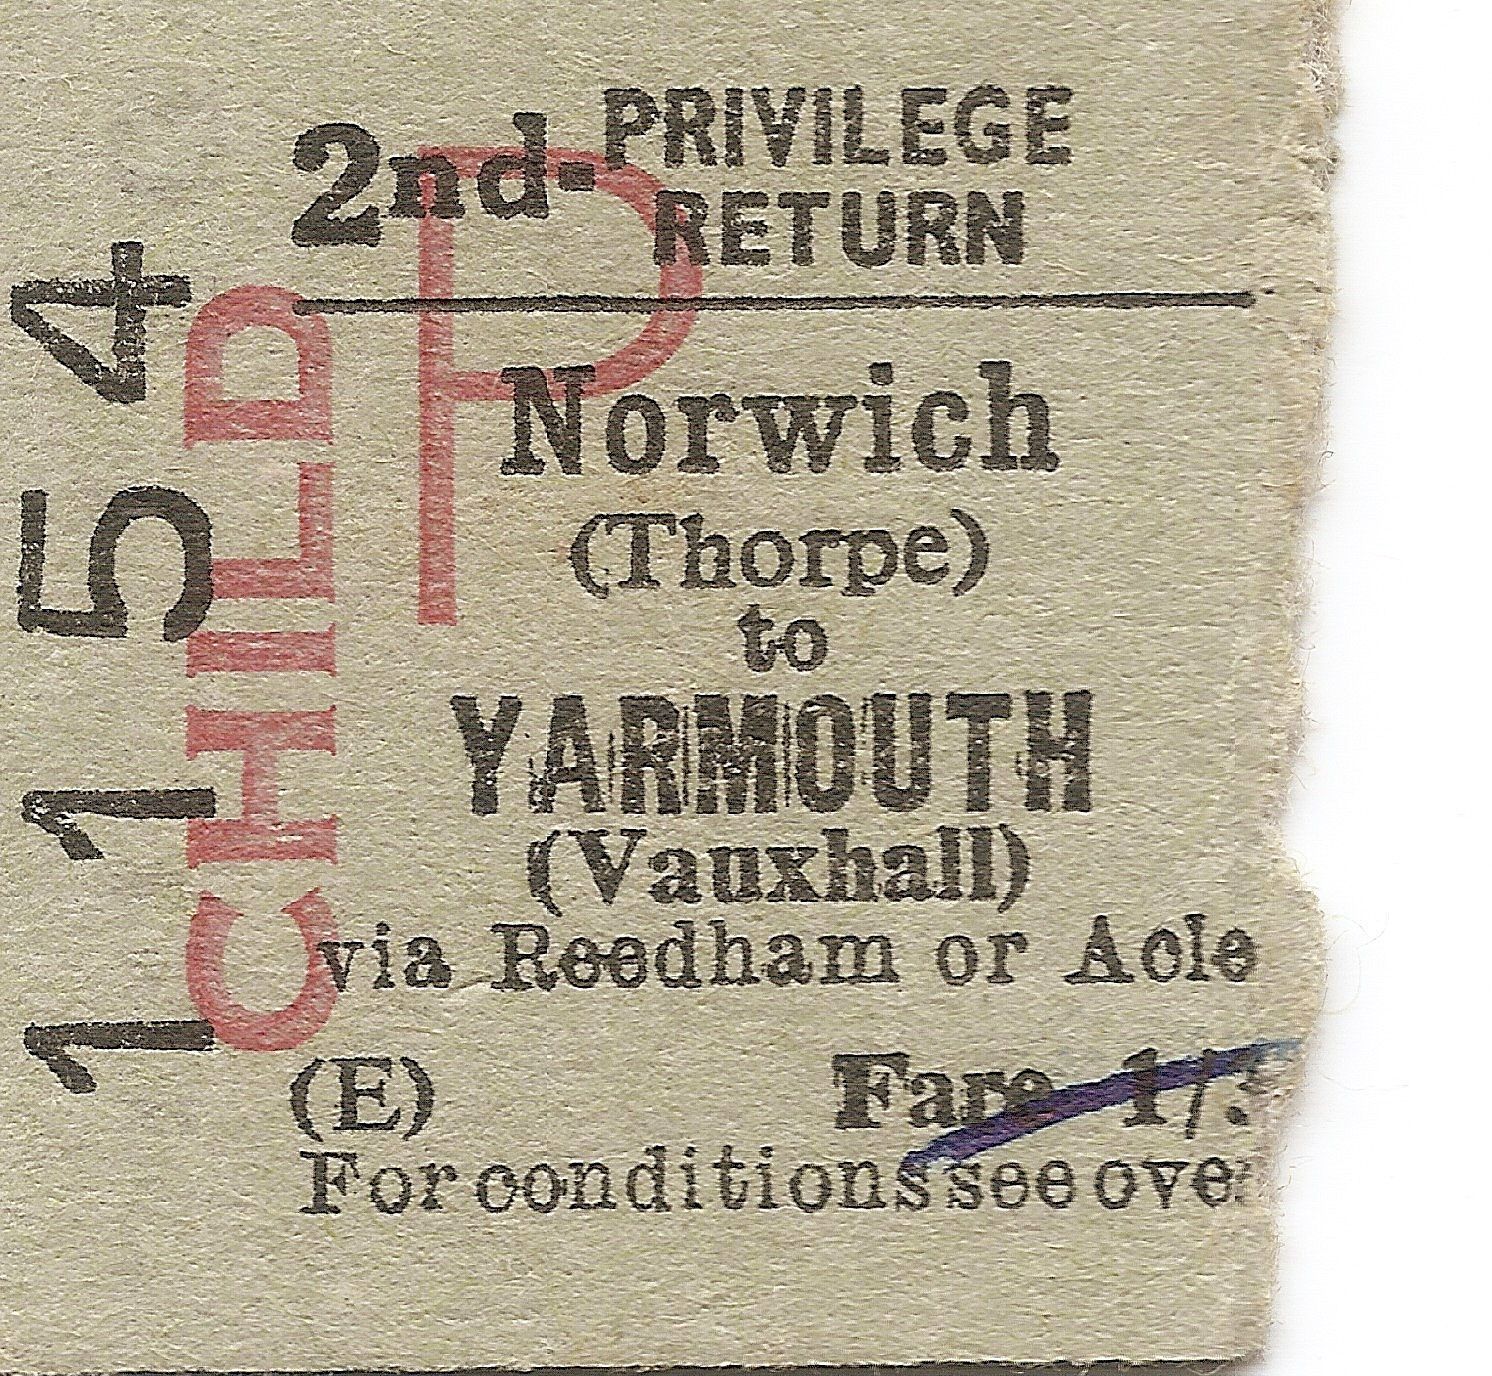 2nd. PRIVILEGE
RETURN
P
Norwich
(Thorpe)
to
YARMOUTH
(Vauxhall)
via Reedham or Acle
(E) Fare 1/
For conditions see over
CHILD
1154